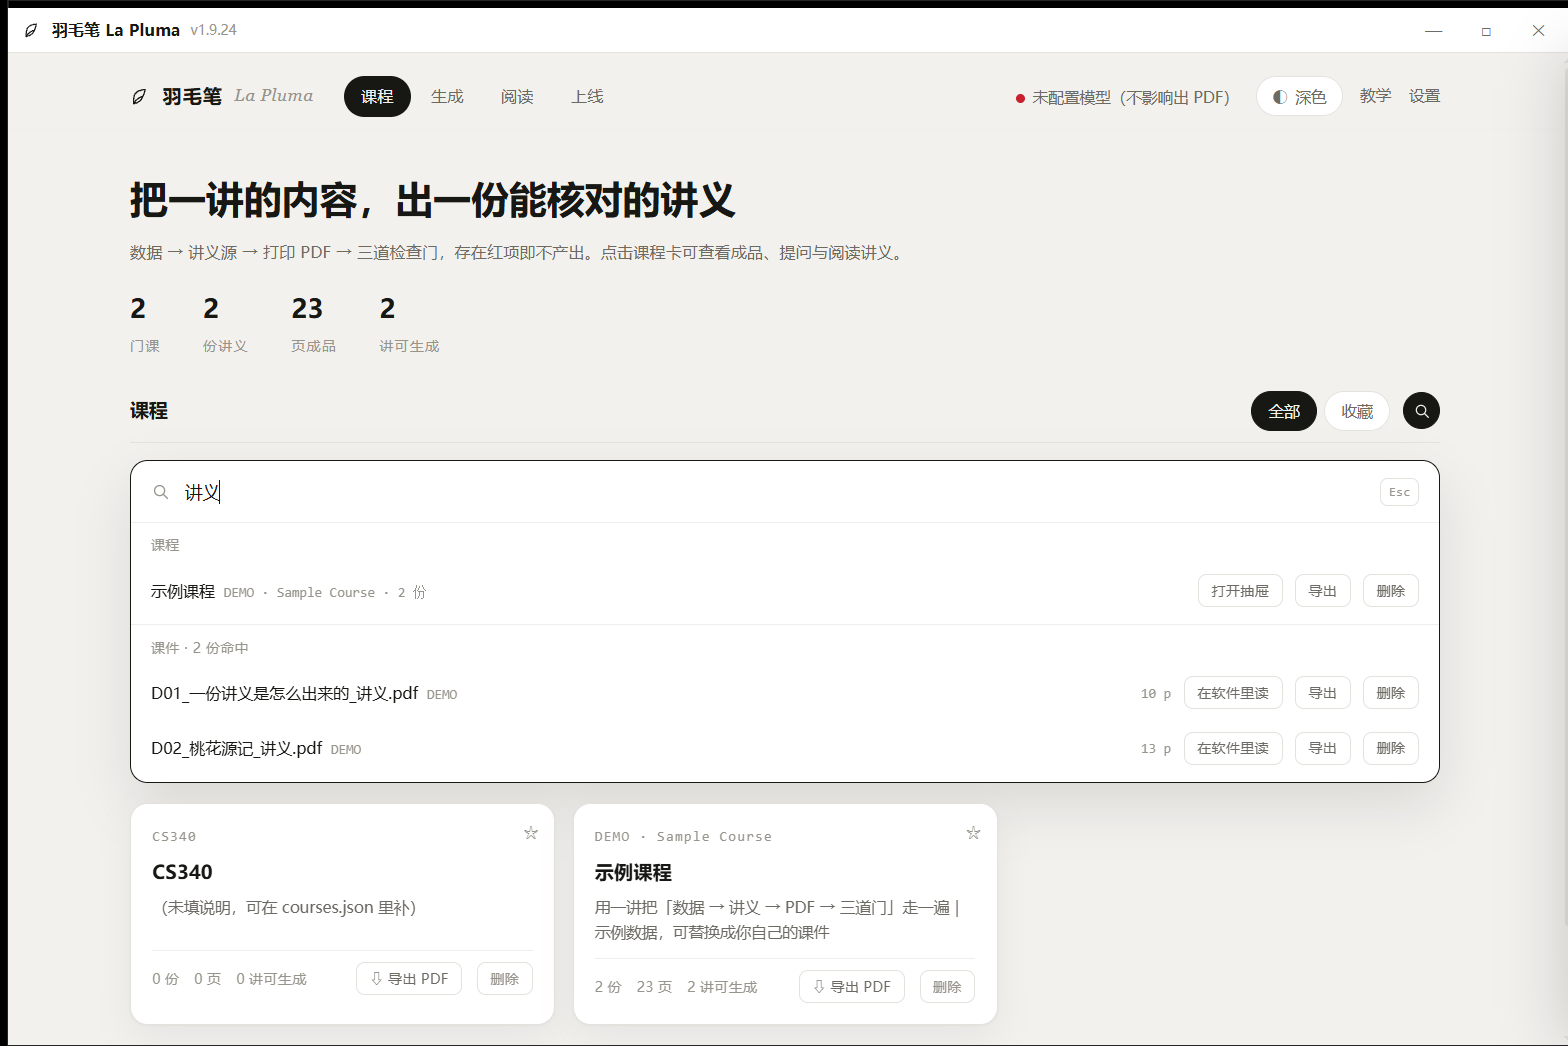 羽毛笔 La Pluma v1.9.24
羽毛笔 La Pluma 课程 生成 阅读 上线 未配置模型（不影响出 PDF） 深色 教学 设置
把一讲的内容，出一份能核对的讲义
数据 → 讲义源 → 打印 PDF → 三道检查门，存在红项即不产出。点击课程卡可查看成品、提问与阅读讲义。
2 2 23 2
门课 份讲义 页成品 讲可生成
课程 全部 收藏
讲义 Esc
课程
示例课程 DEMO · Sample Course · 2 份 打开抽屉 导出 删除
课件 · 2 份命中
D01_一份讲义是怎么出来的_讲义.pdf DEMO 10 p 在软件里读 导出 删除
D02_桃花源记_讲义.pdf DEMO 13 p 在软件里读 导出 删除
CS340
CS340
（未填说明，可在 courses.json 里补）
0 份 0 页 0 讲可生成 导出 PDF 删除
DEMO · Sample Course
示例课程
用一讲把「数据 → 讲义 → PDF → 三道门」走一遍 |
示例数据，可替换成你自己的课件
2 份 23 页 2 讲可生成 导出 PDF 删除